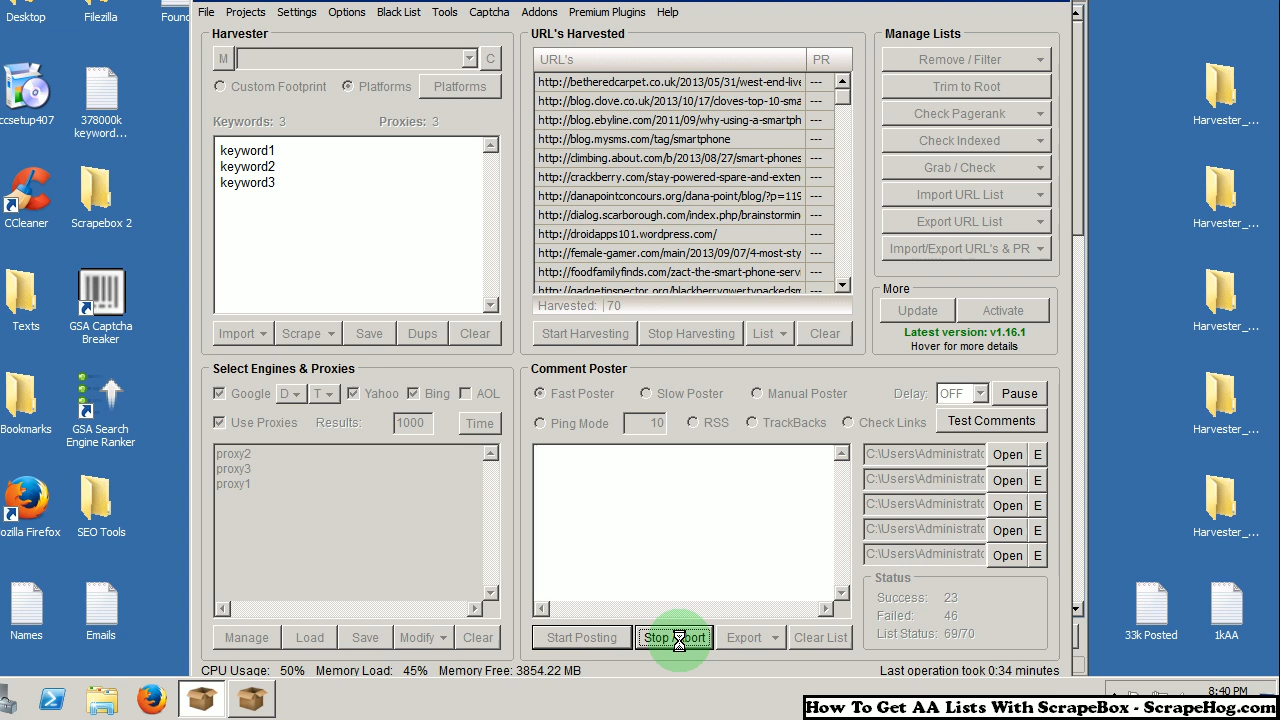 Desktop
Filezilla
Found
ccsetup407
378000k
keyword...
CCleaner
Scrapebox 2
Texts
GSA Captcha
Breaker
Bookmarks
GSA Search
Engine Ranker
ozilla Firefox
SEO Tools
Names
Emails
File Projects Settings Options Black List Tools Captcha Addons Premium Plugins Help
Harvester
M
C
Custom Footprint Platforms Platforms
Keywords: 3 Proxies: 3
keyword1
keyword2
keyword3
Import Scrape Save Dups Clear
URL's Harvested
URL's PR
http://betheredcarpet.co.uk/2013/05/31/west-end-live ---
http://blog.clove.co.uk/2013/10/17/cloves-top-10-sma ---
http://blog.ebyline.com/2011/09/why-using-a-smartph ---
http://blog.mysms.com/tag/smartphone ---
http://climbing.about.com/b/2013/08/27/smart-phones ---
http://crackberry.com/stay-powered-spare-and-exten ---
http://danapointconcours.org/dana-point/blog/?p=119 ---
http://dialog.scarborough.com/index.php/brainstormin ---
http://droidapps101.wordpress.com/ ---
http://female-gamer.com/main/2013/09/07/4-most-sty ---
http://foodfamilyfinds.com/zact-the-smart-phone-serv ---
http://gadgetinspector.org/blackberrygwertypackedsm
Harvested: 70
Start Harvesting Stop Harvesting List Clear
Manage Lists
Remove / Filter
Trim to Root
Check Pagerank
Check Indexed
Grab / Check
Import URL List
Export URL List
Import/Export URL's & PR
More
Update Activate
Latest version: v1.16.1
Hover for more details
Select Engines & Proxies
Google D T Yahoo Bing AOL
Use Proxies Results: 1000 Time
proxy2
proxy3
proxy1
Manage Load Save Modify Clear
Comment Poster
Fast Poster Slow Poster Manual Poster Delay: OFF Pause
Ping Mode 10 RSS TrackBacks Check Links Test Comments
C:\Users\Administrato Open E
C:\Users\Administrato Open E
C:\Users\Administrato Open E
C:\Users\Administrato Open E
C:\Users\Administrato Open E
Status
Success: 23
Failed: 46
List Status: 69/70
Start Posting Export Clear List
CPU Usage: 50% Memory Load: 45% Memory Free: 3854.22 MB Last operation took 0:34 minutes
Harvester_...
Harvester_...
Harvester_...
Harvester_...
Harvester_...
33k Posted
1kAA
8:40 PM
How To Get AA Lists With ScrapeBox - ScrapeHog.com